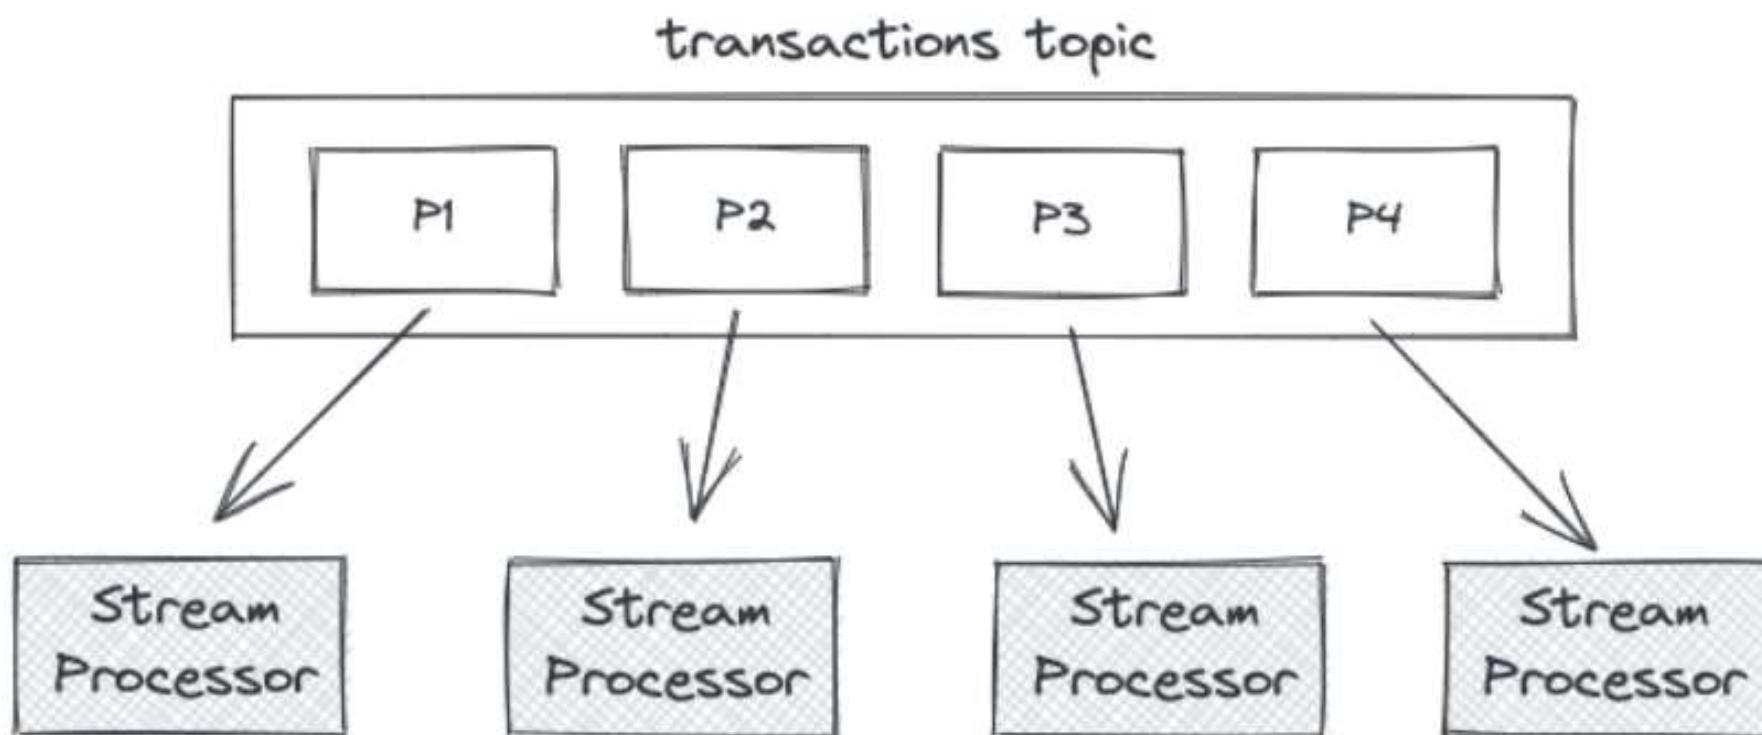 transactions topic
P1
P2
P3
P4
Stream
Processor
Stream
Processor
Stream
Processor
Stream
Processor